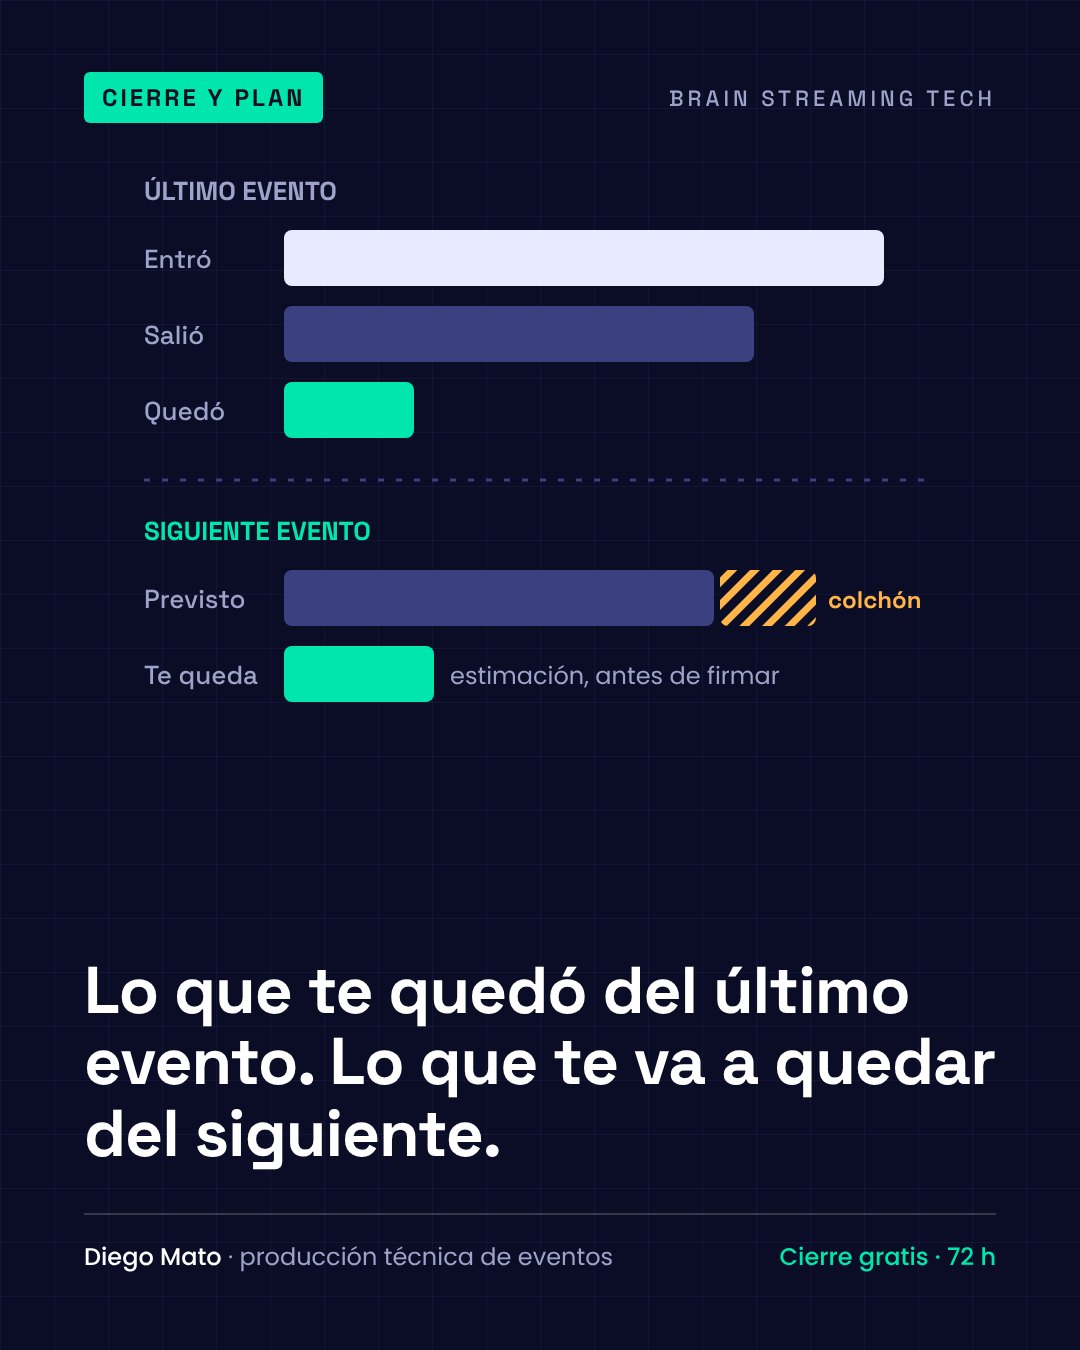 CIERRE Y PLAN
BRAIN STREAMING TECH
ÚLTIMO EVENTO
Entró
Salió
Quedó
SIGUIENTE EVENTO
Previsto
colchón
Te queda
estimación, antes de firmar
Lo que te quedó del último
evento. Lo que te va a quedar
del siguiente.
Diego Mato · producción técnica de eventos
Cierre gratis · 72 h